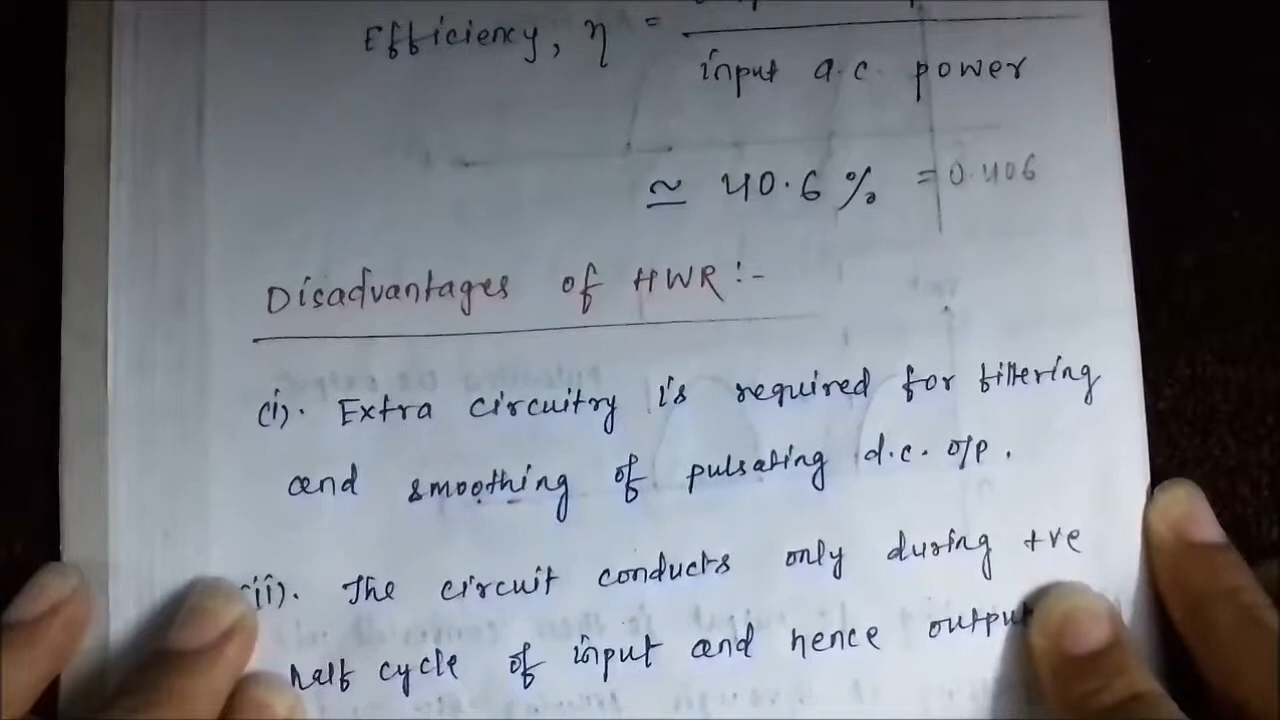 Efficiency, η =
input a.c. power
≃ 40.6 % = 0.406
Disadvantages of HWR :-
(i). Extra circuitry is required for filtering
and smoothing of pulsating d.c. o/p.
(ii). The circuit conducts only during +ve
half cycle of input and hence output